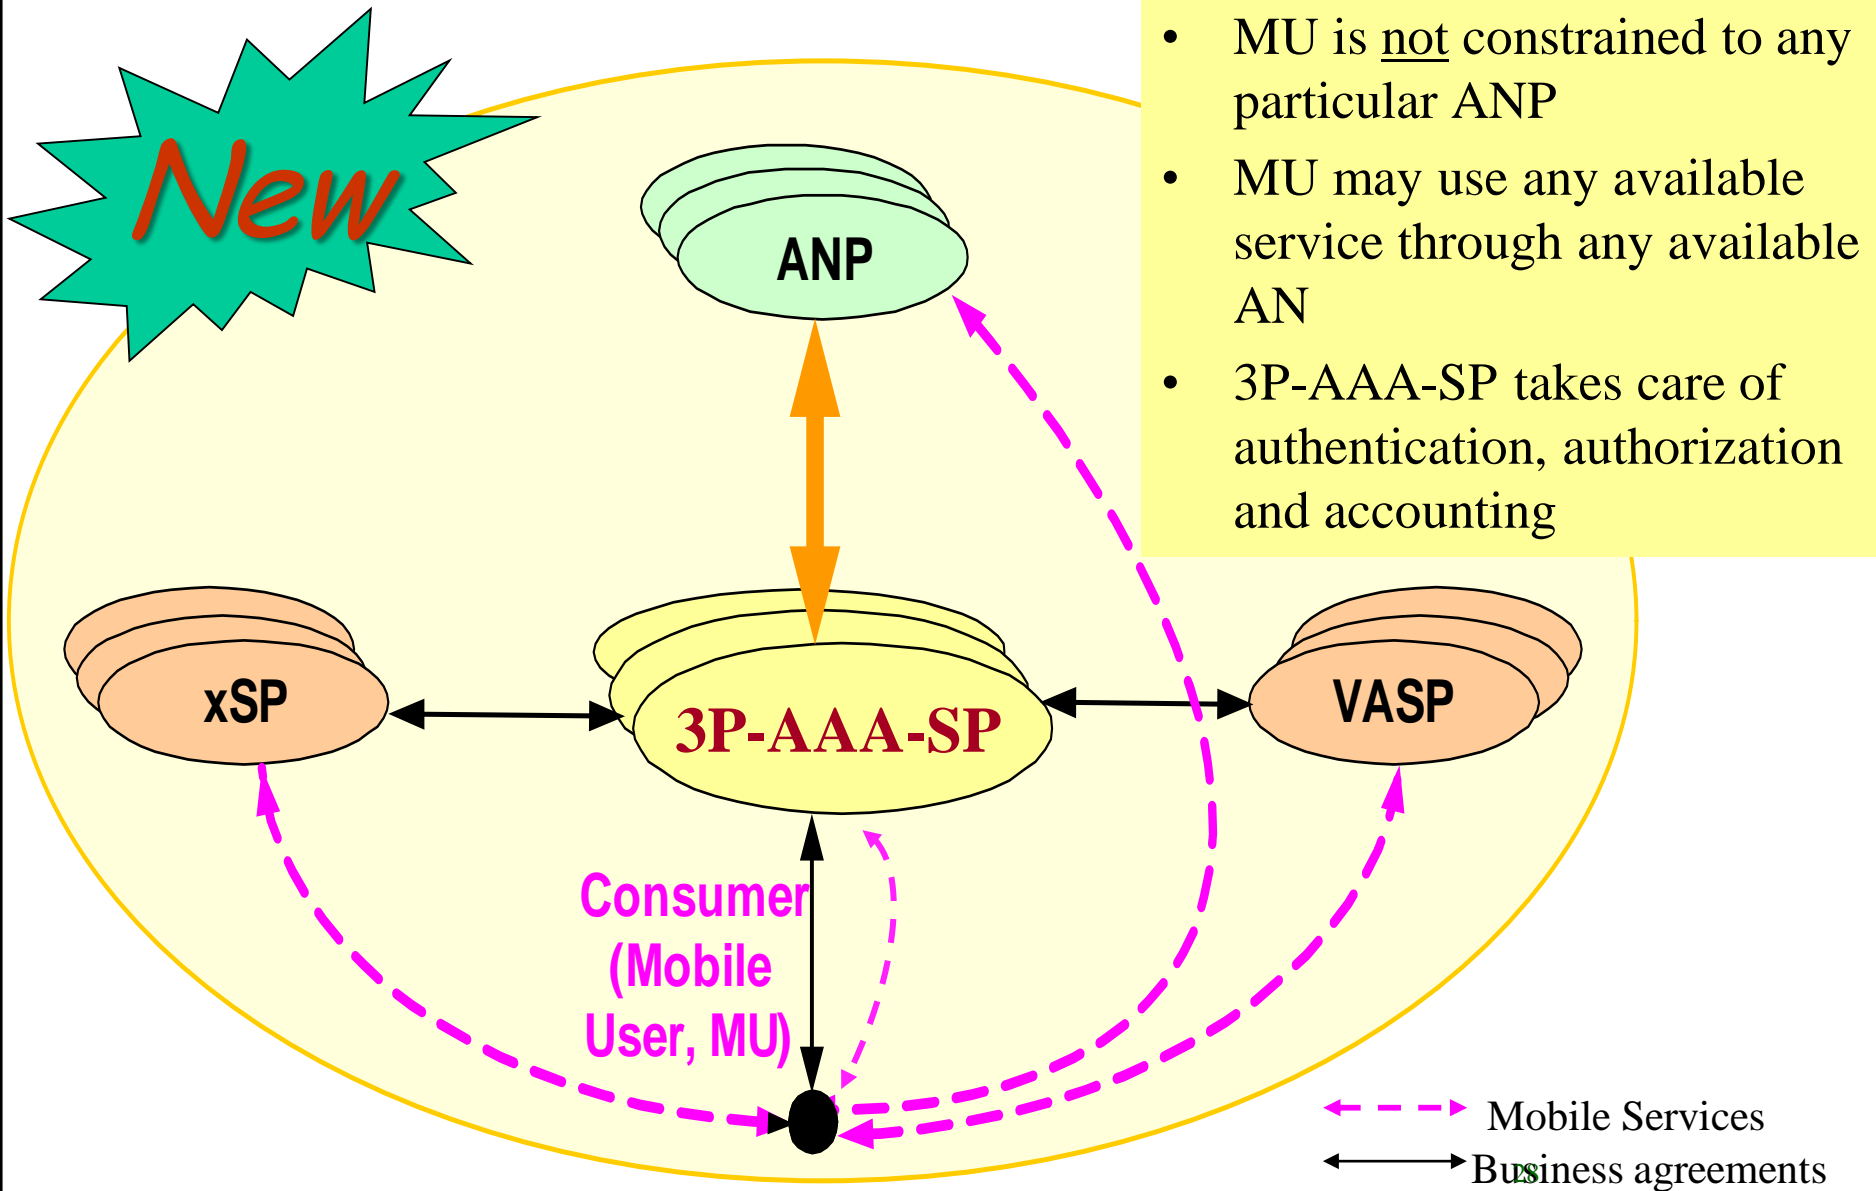 New
• MU is not constrained to any
particular ANP
• MU may use any available
service through any available
AN
• 3P-AAA-SP takes care of
authentication, authorization
and accounting
ANP
xSP
3P-AAA-SP
VASP
Consumer
(Mobile
User, MU)
Mobile Services
Business agreements
28